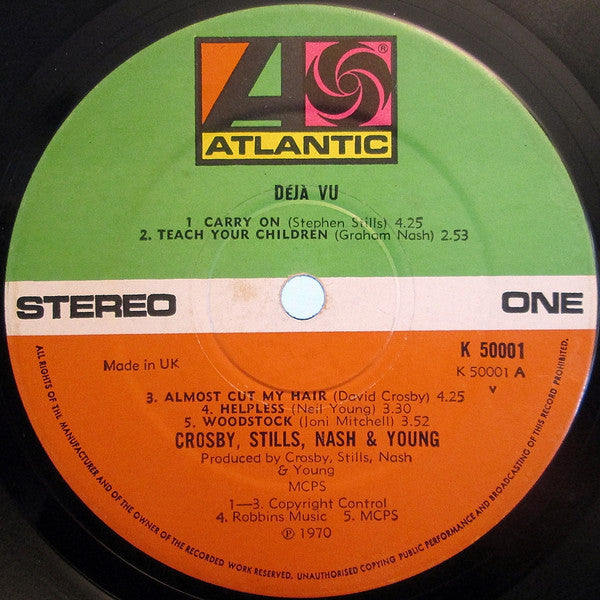 ATLANTIC
DÉJÀ VU
1 CARRY ON (Stephen Stills) 4.25
2. TEACH YOUR CHILDREN (Graham Nash) 2.53
STEREO
ONE
Made in UK
K 50001
K 50001 A
v
3. ALMOST CUT MY HAIR (David Crosby) 4.25
4. HELPLESS (Neil Young) 3.30
5. WOODSTOCK (Joni Mitchell) 3.52
CROSBY, STILLS, NASH & YOUNG
Produced by Crosby, Stills, Nash
& Young
MCPS
1—3. Copyright Control
4. Robbins Music 5. MCPS
℗ 1970
ALL RIGHTS OF THE MANUFACTURER AND OF THE OWNER OF THE RECORDED WORK RESERVED. UNAUTHORISED COPYING PUBLIC PERFORMANCE AND BROADCASTING OF THIS RECORD PROHIBITED.